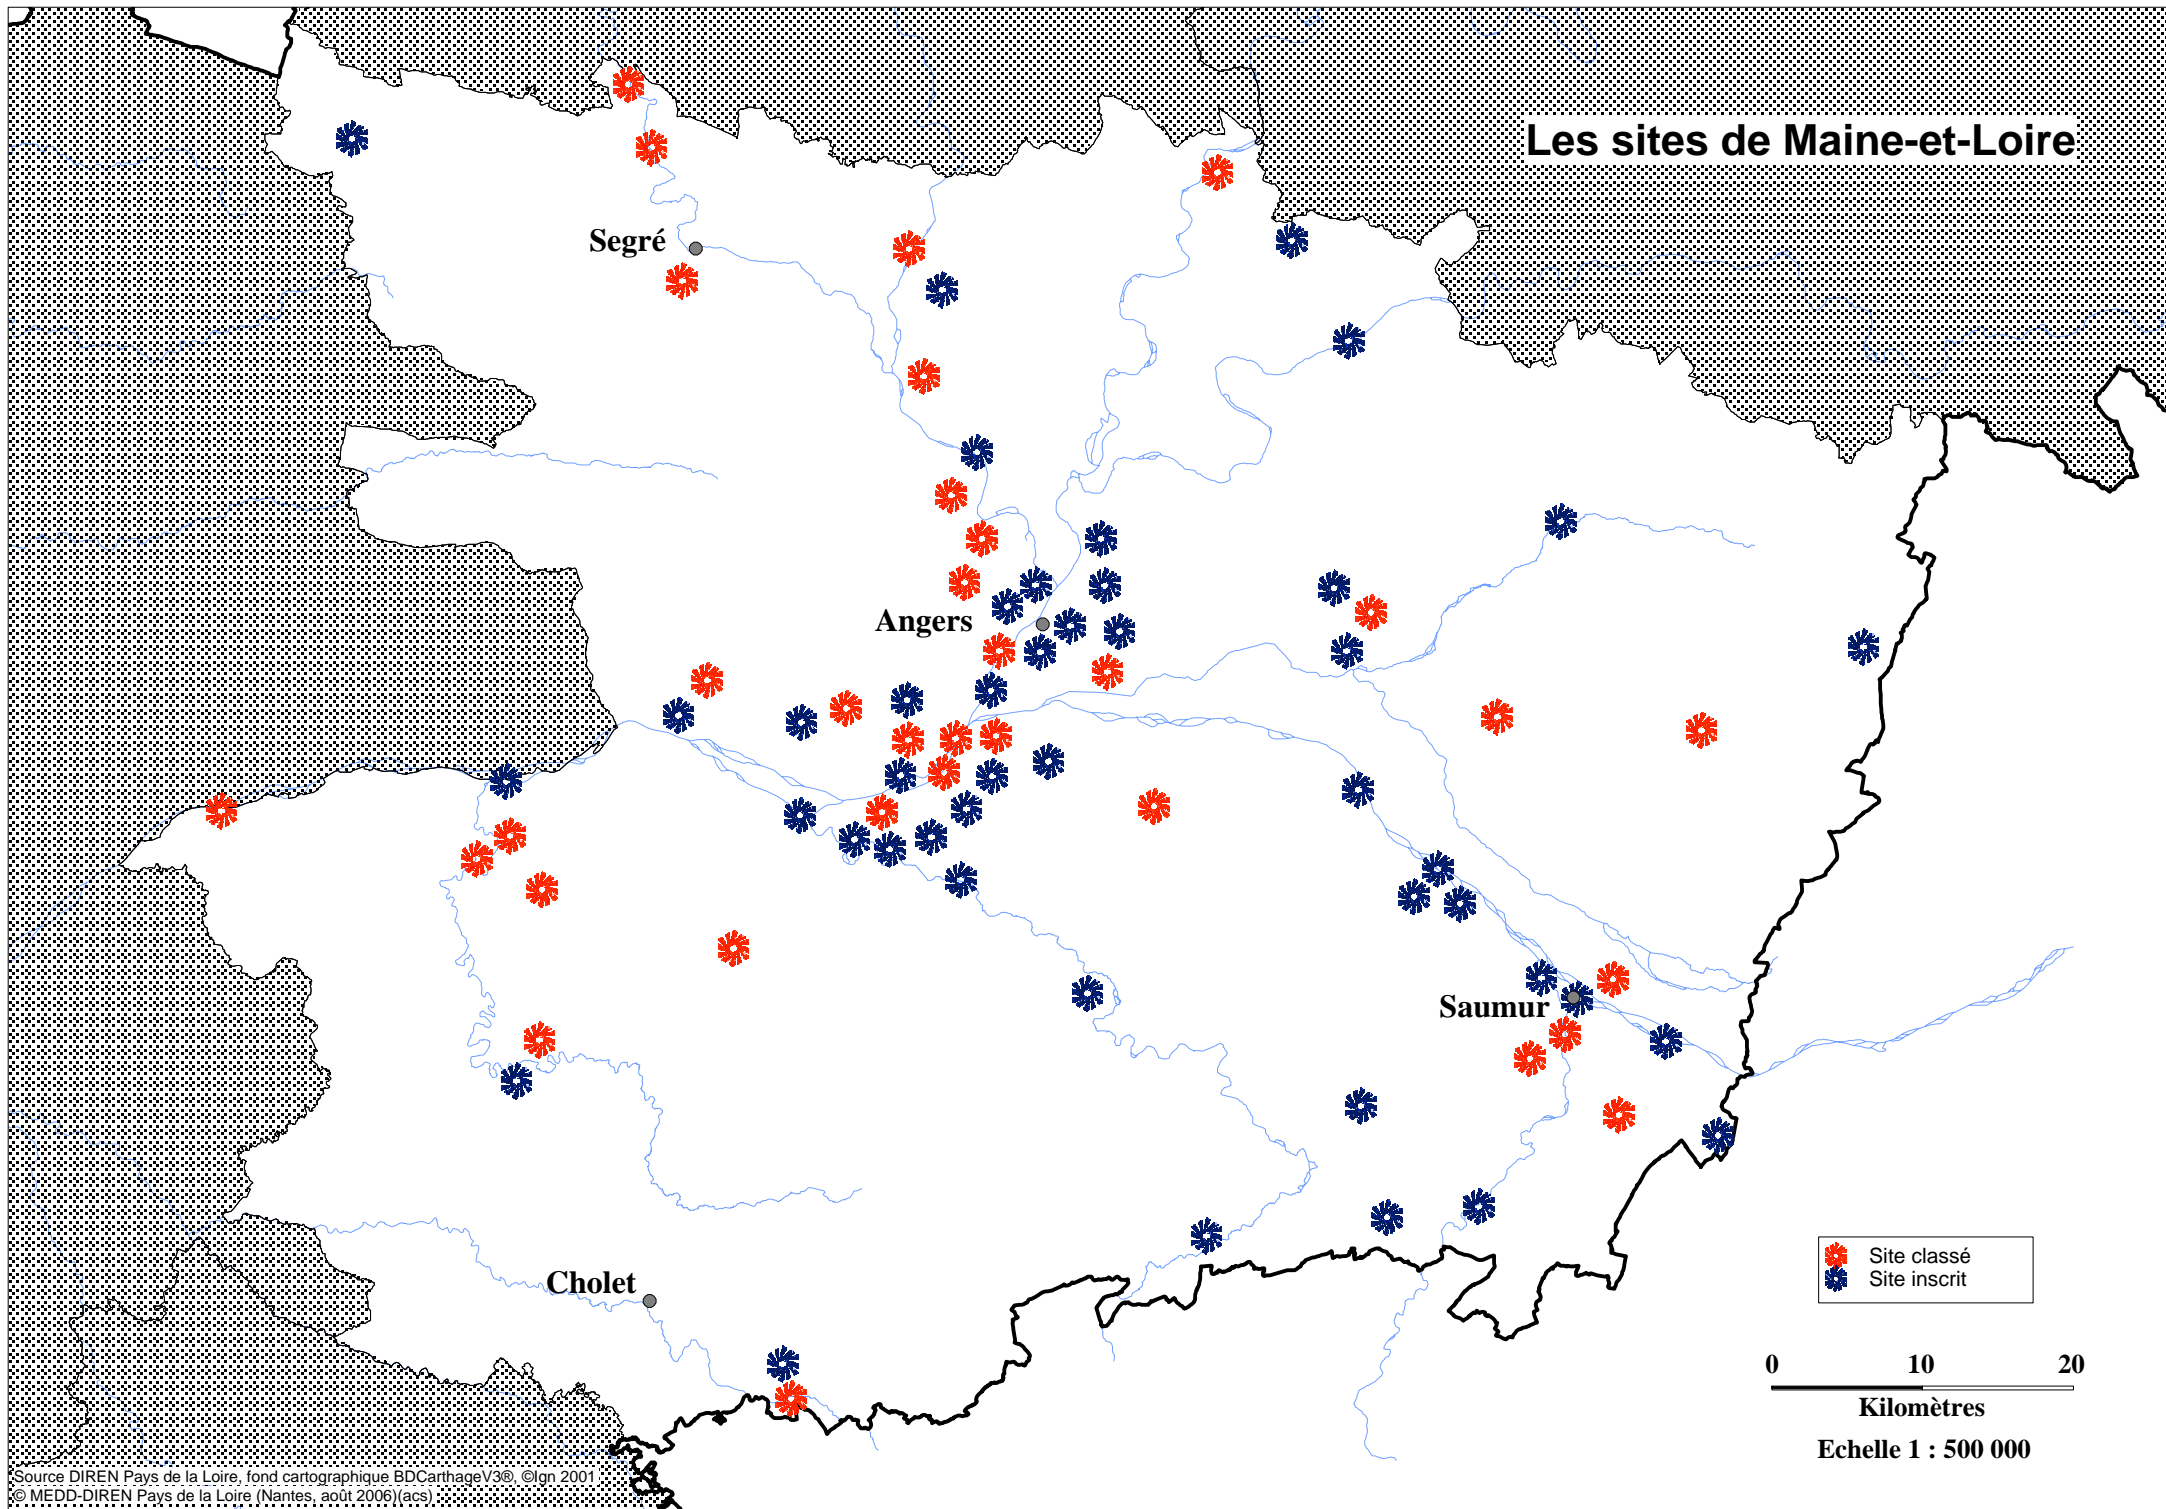 Les sites de Maine-et-Loire
Segré
Angers
Saumur
Cholet
Site classé
Site inscrit
0 10 20
Kilomètres
Echelle 1 : 500 000
Source DIREN Pays de la Loire, fond cartographique BDCarthageV3®, ©Ign 2001
© MEDD-DIREN Pays de la Loire (Nantes, août 2006)(acs)